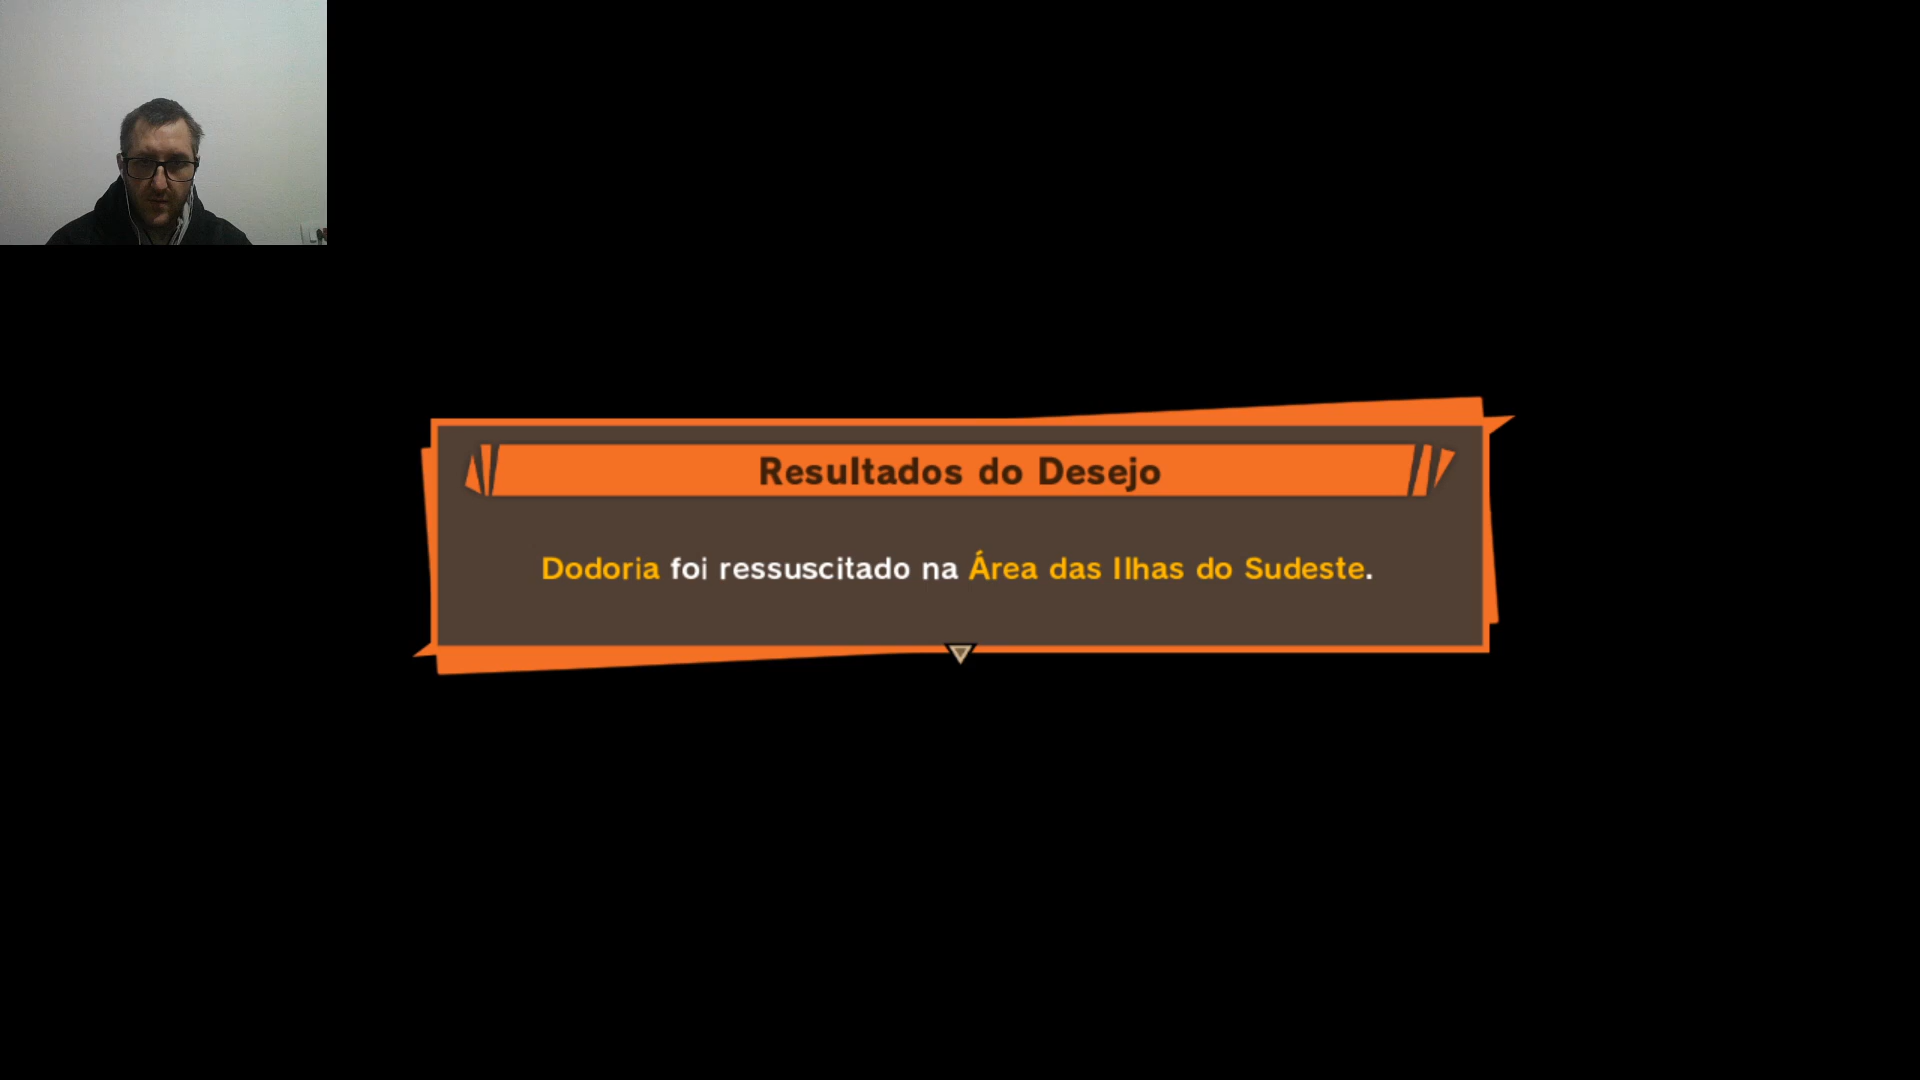 Resultados do Desejo
Dodoria foi ressuscitado na Área das Ilhas do Sudeste.